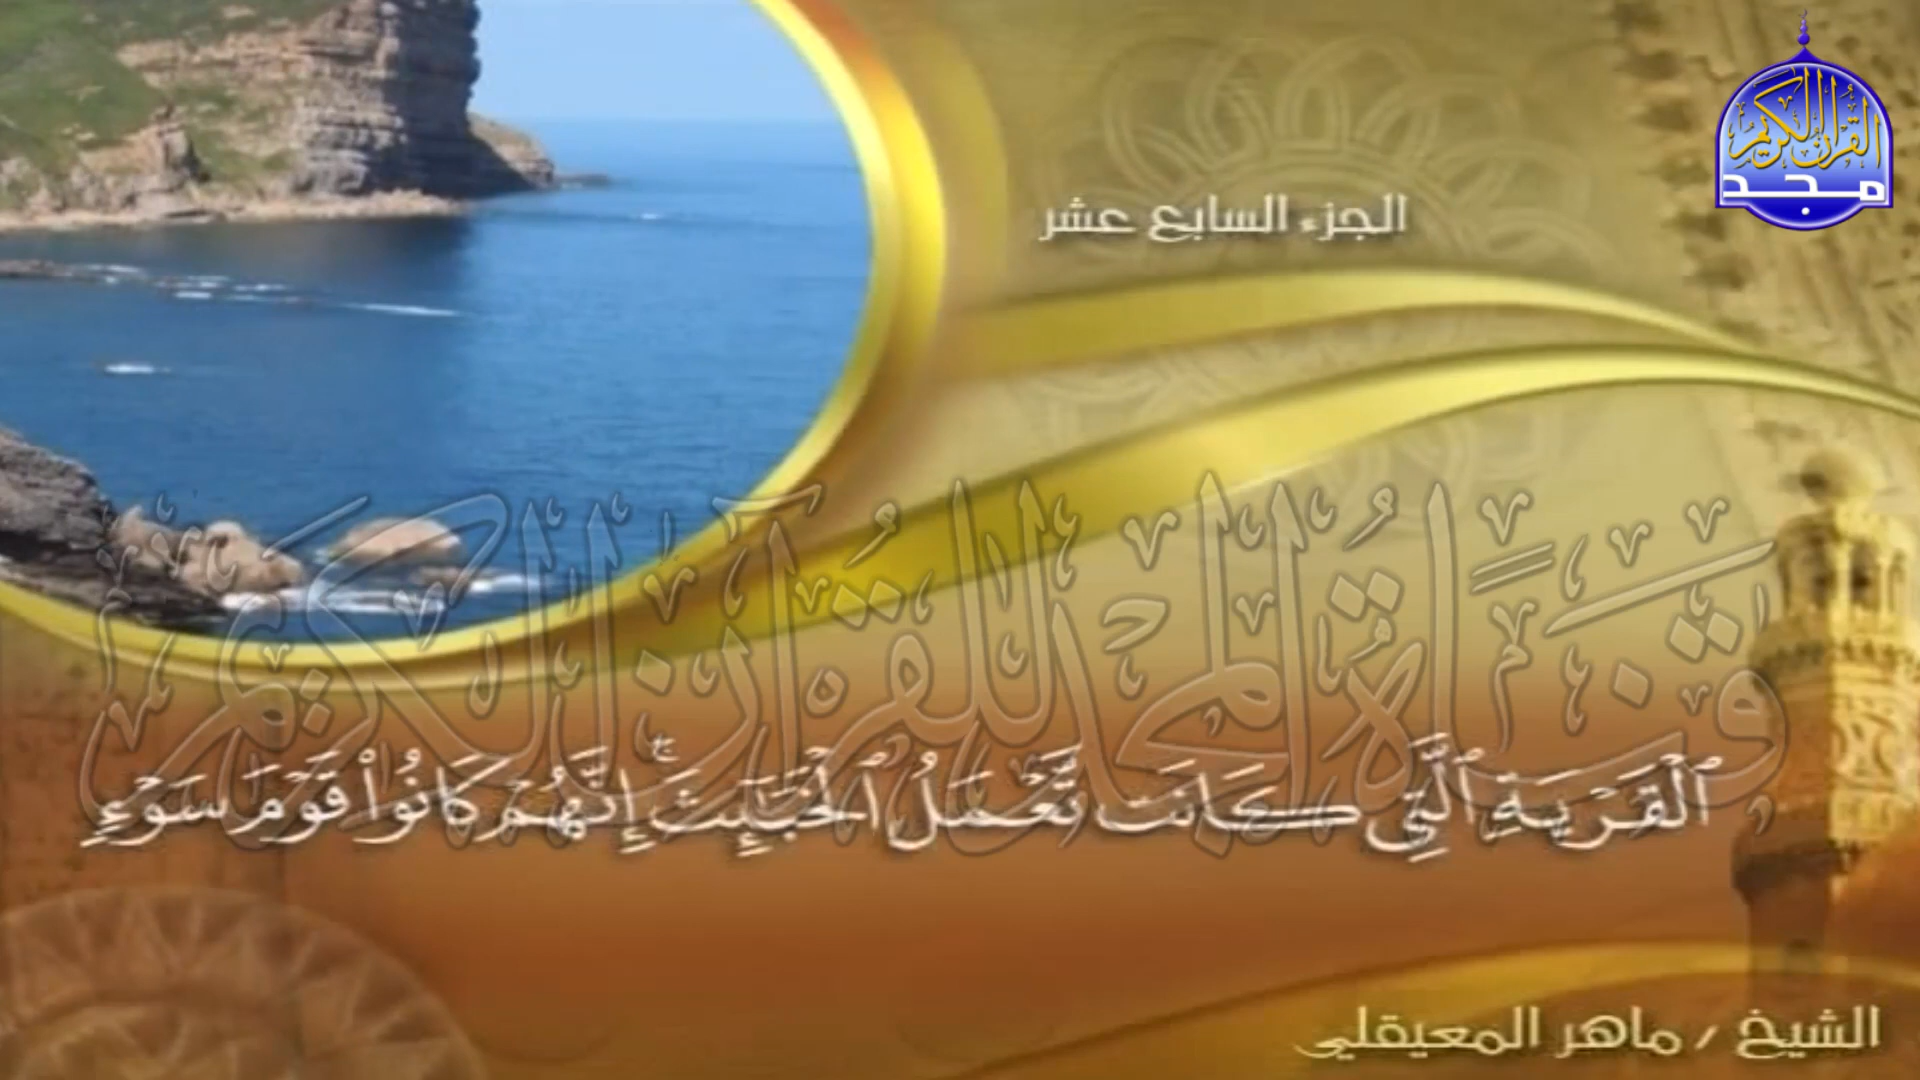 القرآن الكريم
مجد
الجزء السابع عشر
قناة المجد للقرآن الكريم
ٱلْقَرْيَةِ ٱلَّتِى كَانَت تَّعْمَلُ ٱلْخَبَٰٓئِثَ ۗ إِنَّهُمْ كَانُوا۟ قَوْمَ سَوْءٍ
الشيخ / ماهر المعيقلي